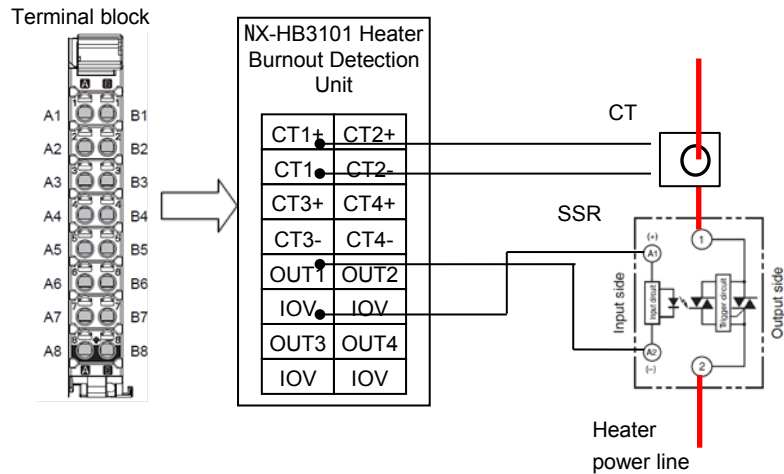 Terminal block
A B
A1 B1
A2 B2
A3 B3
A4 B4
A5 B5
A6 B6
A7 B7
A8 B8
A B
NX-HB3101 Heater
Burnout Detection
Unit
CT1+ CT2+
CT1 CT2-
CT3+ CT4+
CT3- CT4-
OUT1 OUT2
IOV IOV
OUT3 OUT4
IOV IOV
CT
SSR
Input side
(+)
A1
Input circuit
A2
(−)
1
Trigger circuit
2
Output side
Heater
power line